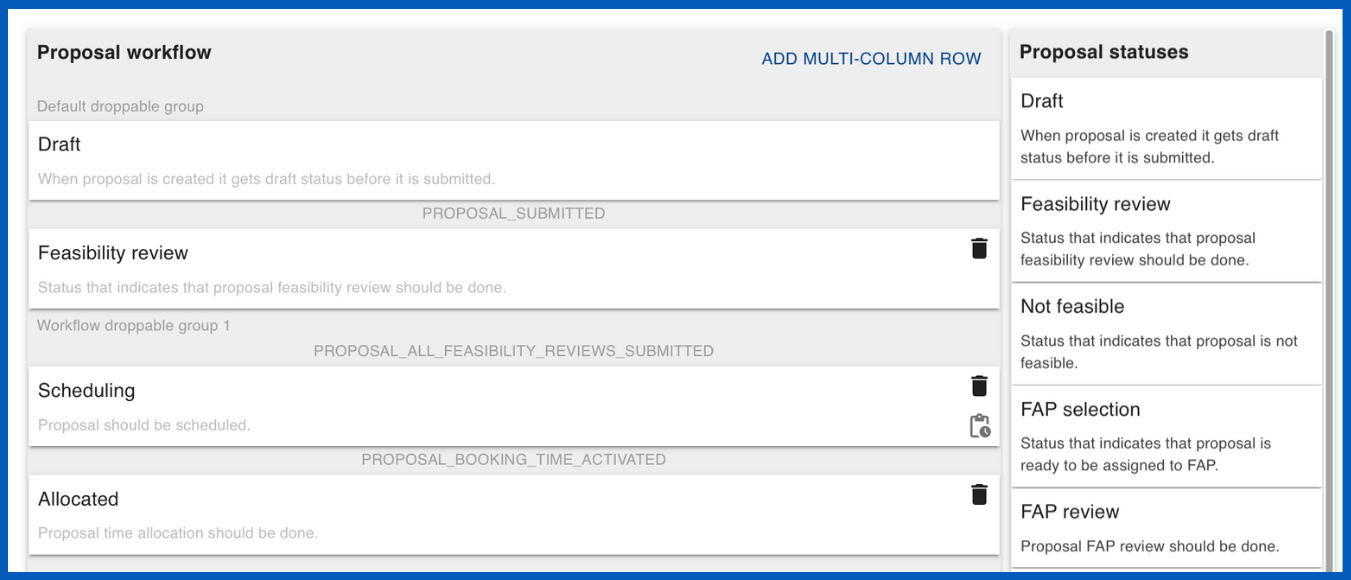 Proposal workflow
ADD MULTI-COLUMN ROW
Default droppable group
Draft
When proposal is created it gets draft status before it is submitted.
PROPOSAL_SUBMITTED
Feasibility review
Status that indicates that proposal feasibility review should be done.
Workflow droppable group 1
PROPOSAL_ALL_FEASIBILITY_REVIEWS_SUBMITTED
Scheduling
Proposal should be scheduled.
PROPOSAL_BOOKING_TIME_ACTIVATED
Allocated
Proposal time allocation should be done.
Proposal statuses
Draft
When proposal is created it gets draft
status before it is submitted.
Feasibility review
Status that indicates that proposal
feasibility review should be done.
Not feasible
Status that indicates that proposal is not
feasible.
FAP selection
Status that indicates that proposal is
ready to be assigned to FAP.
FAP review
Proposal FAP review should be done.